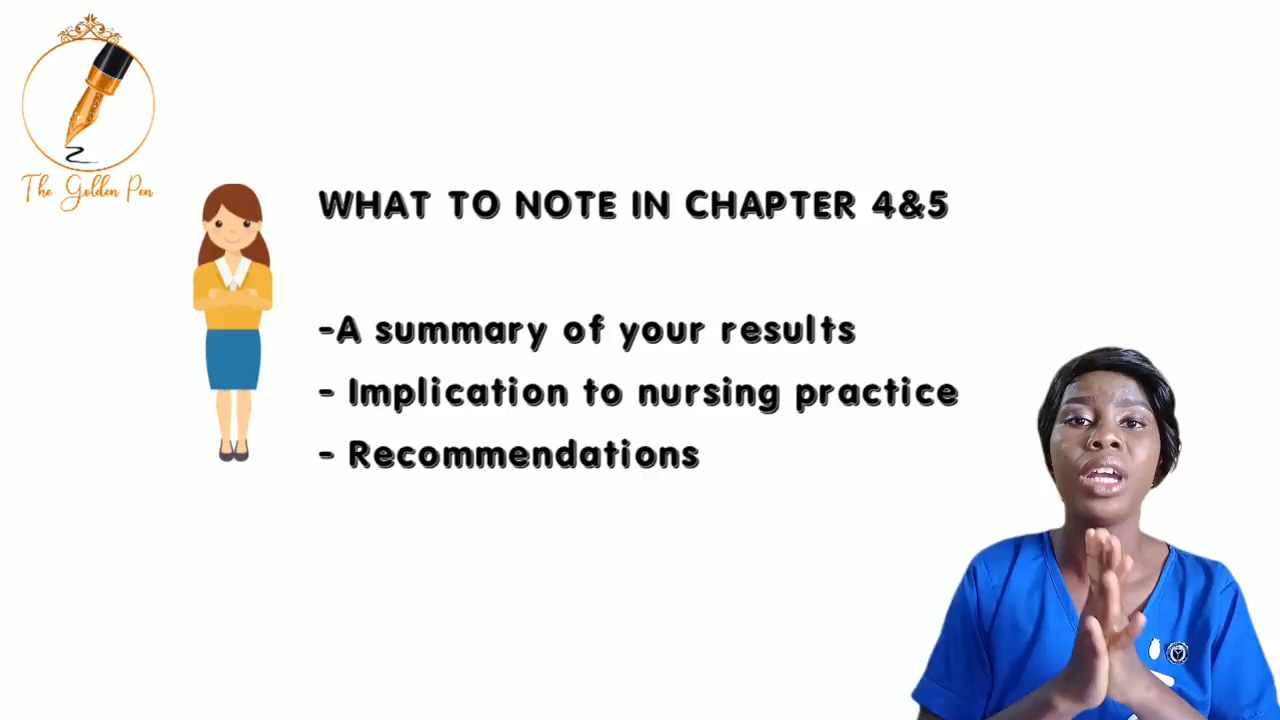 The Golden Pen
WHAT TO NOTE IN CHAPTER 4&5
-A summary of your results
- Implication to nursing practice
- Recommendations